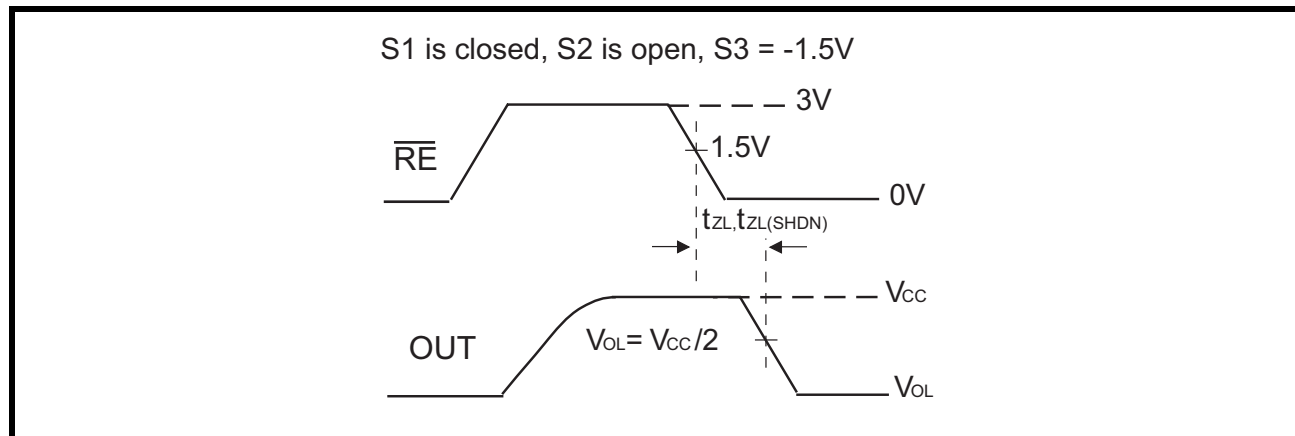 S1 is closed, S2 is open, S3 = -1.5V
3V
RE
1.5V
0V
tZL,tZL(SHDN)
VCC
OUT
VOL= VCC/2
VOL